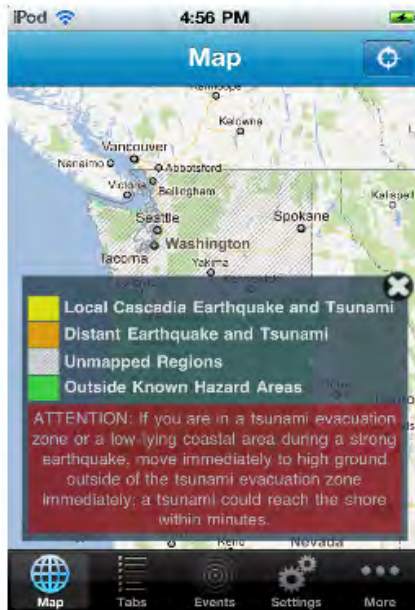 iPod 4:56 PM
Map
Kamloops
Kelowna
Vancouver
Nanaimo Abbotsford
Victoria Bellingham
Kalispell
Seattle Spokane
Washington
Tacoma
Yakima
Local Cascadia Earthquake and Tsunami
Distant Earthquake and Tsunami
Unmapped Regions
Outside Known Hazard Areas
ATTENTION: If you are in a tsunami evacuation
zone or a low-lying coastal area during a strong
earthquake, move immediately to high ground
outside of the tsunami evacuation zone
immediately; a tsunami could reach the shore
within minutes.
Reno Nevada
Map Tabs Events Settings More